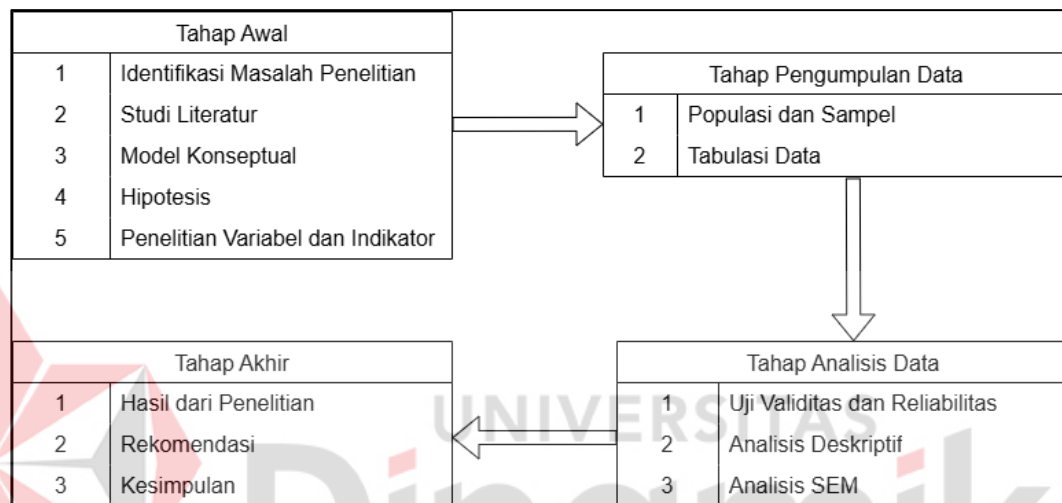 Tahap Awal
1 Identifikasi Masalah Penelitian
2 Studi Literatur
3 Model Konseptual
4 Hipotesis
5 Penelitian Variabel dan Indikator
Tahap Pengumpulan Data
1 Populasi dan Sampel
2 Tabulasi Data
Tahap Analisis Data
1 Uji Validitas dan Reliabilitas
2 Analisis Deskriptif
3 Analisis SEM
Tahap Akhir
1 Hasil dari Penelitian
2 Rekomendasi
3 Kesimpulan
UNIVERSITAS